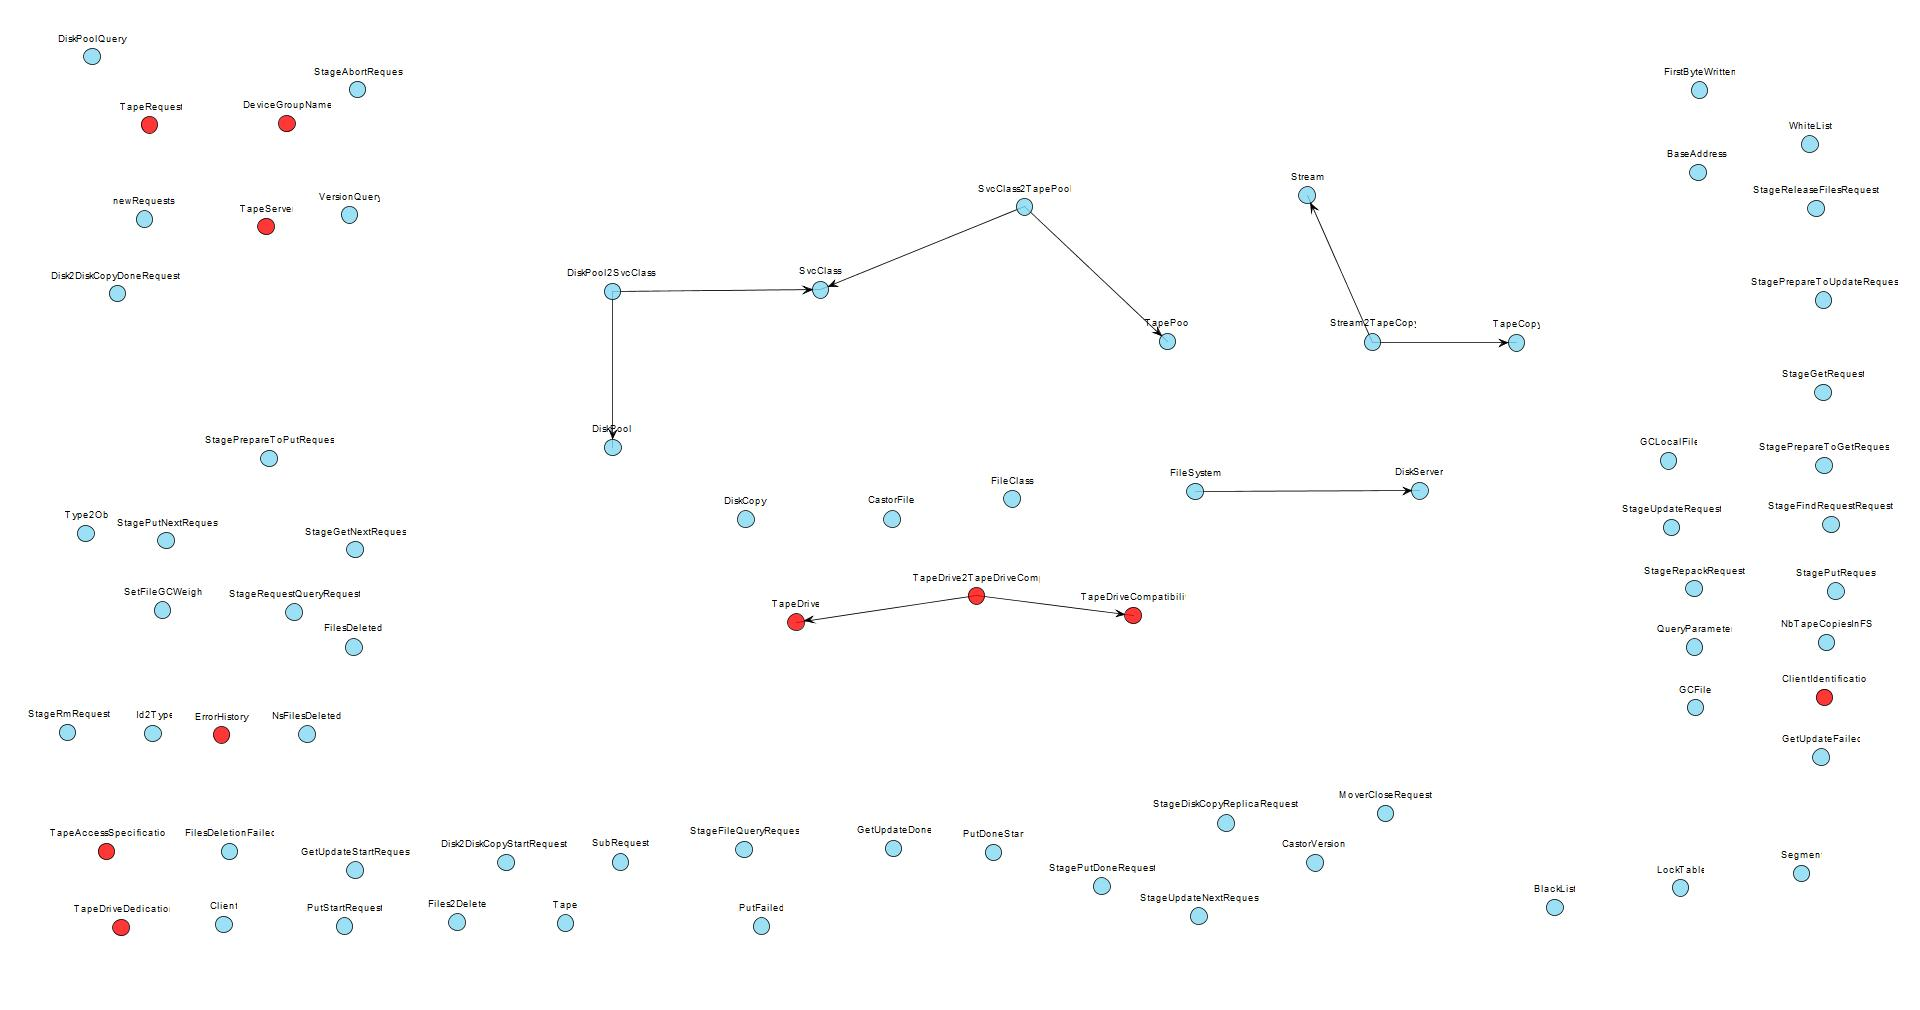 DiskPoolQuery
StageAbortReques
FirstByteWritten
TapeRequest
DeviceGroupName
WhiteList
BaseAddress
Stream
SvcClass2TapePool
StageReleaseFilesRequest
newRequests
TapeServer
VersionQuery
DiskPool2SvcClass
SvcClass
Disk2DiskCopyDoneRequest
StagePrepareToUpdateReques
TapePoo
Stream2TapeCopy
TapeCopy
StageGetRequest
DiskPool
StagePrepareToPutReques
GCLocalFile
StagePrepareToGetReques
FileSystem
DiskServer
FileClass
DiskCopy
CastorFile
Type2Ob
StagePutNextReques
StageGetNextReques
StageUpdateRequest
StageFindRequestRequest
TapeDrive2TapeDriveComp
StageRepackRequest
StagePutReques
SetFileGCWeigh
StageRequestQueryRequest
TapeDrive
TapeDriveCompatibili
FilesDeleted
QueryParameter
NbTapeCopiesInFS
ClientIdentificatio
GCFile
StageRmRequest
Id2Type
ErrorHistory
NsFilesDeleted
GetUpdateFailed
StageDiskCopyReplicaRequest
MoverCloseRequest
TapeAccessSpecificatio
FilesDeletionFailed
GetUpdateStartReques
Disk2DiskCopyStartRequest
SubRequest
StageFileQueryReques
GetUpdateDone
PutDoneStar
CastorVersion
Segmen
StagePutDoneRequest
LockTable
StageUpdateNextReques
BlackList
TapeDriveDedicatio
Client
PutStartRequest
Files2Delete
Tape
PutFailed